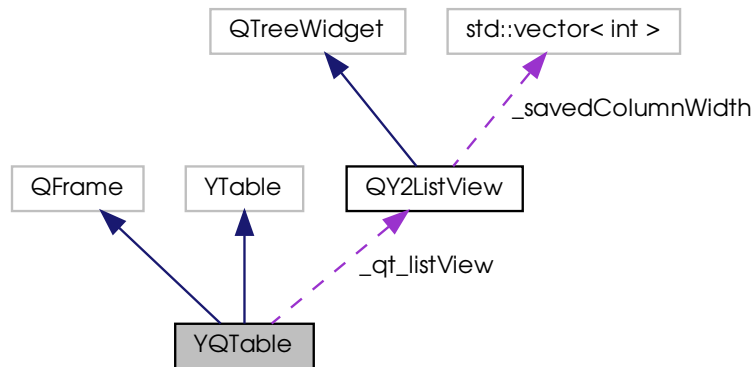 QTreeWidget
std::vector< int >
_savedColumnWidth
QFrame
YTable
QY2ListView
_qt_listView
YQTable